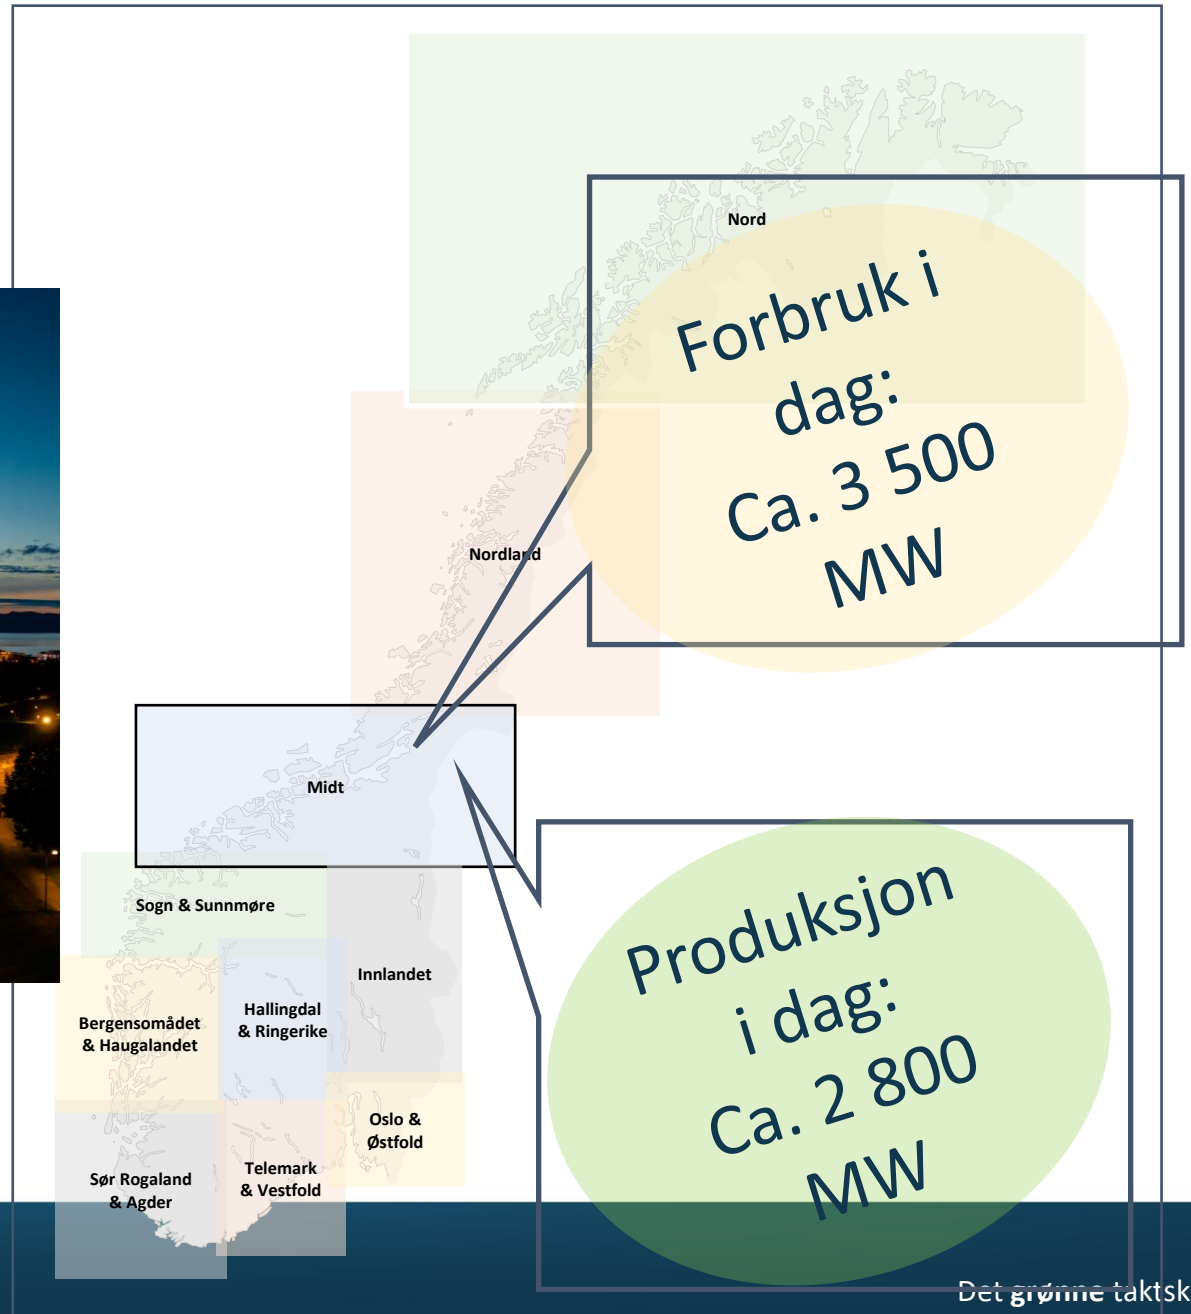 Nord
Forbruk i
dag:
Ca. 3 500
MW
Nordland
Midt
Sogn & Sunnmøre
Innlandet
Hallingdal
& Ringerike
Bergensomådet
& Haugalandet
Oslo &
Østfold
Telemark
& Vestfold
Sør Rogaland
& Agder
Produksjon
i dag:
Ca. 2 800
MW
Det grønne taktsk